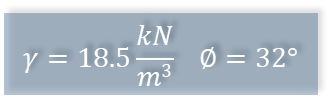 γ = 18.5 kN/m³ Ø = 32°